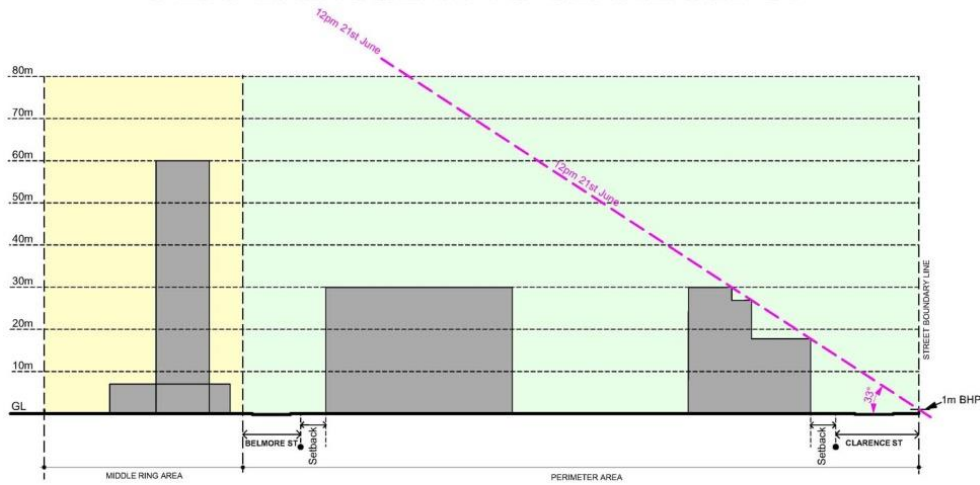 12pm 21st June
80m
70m
60m
12pm 21st June
50m
40m
30m
STREET BOUNDARY LINE
20m
10m
33°
1m BHP
GL
BELMORE ST
Setback
Setback
CLARENCE ST
MIDDLE RING AREA
PERIMETER AREA